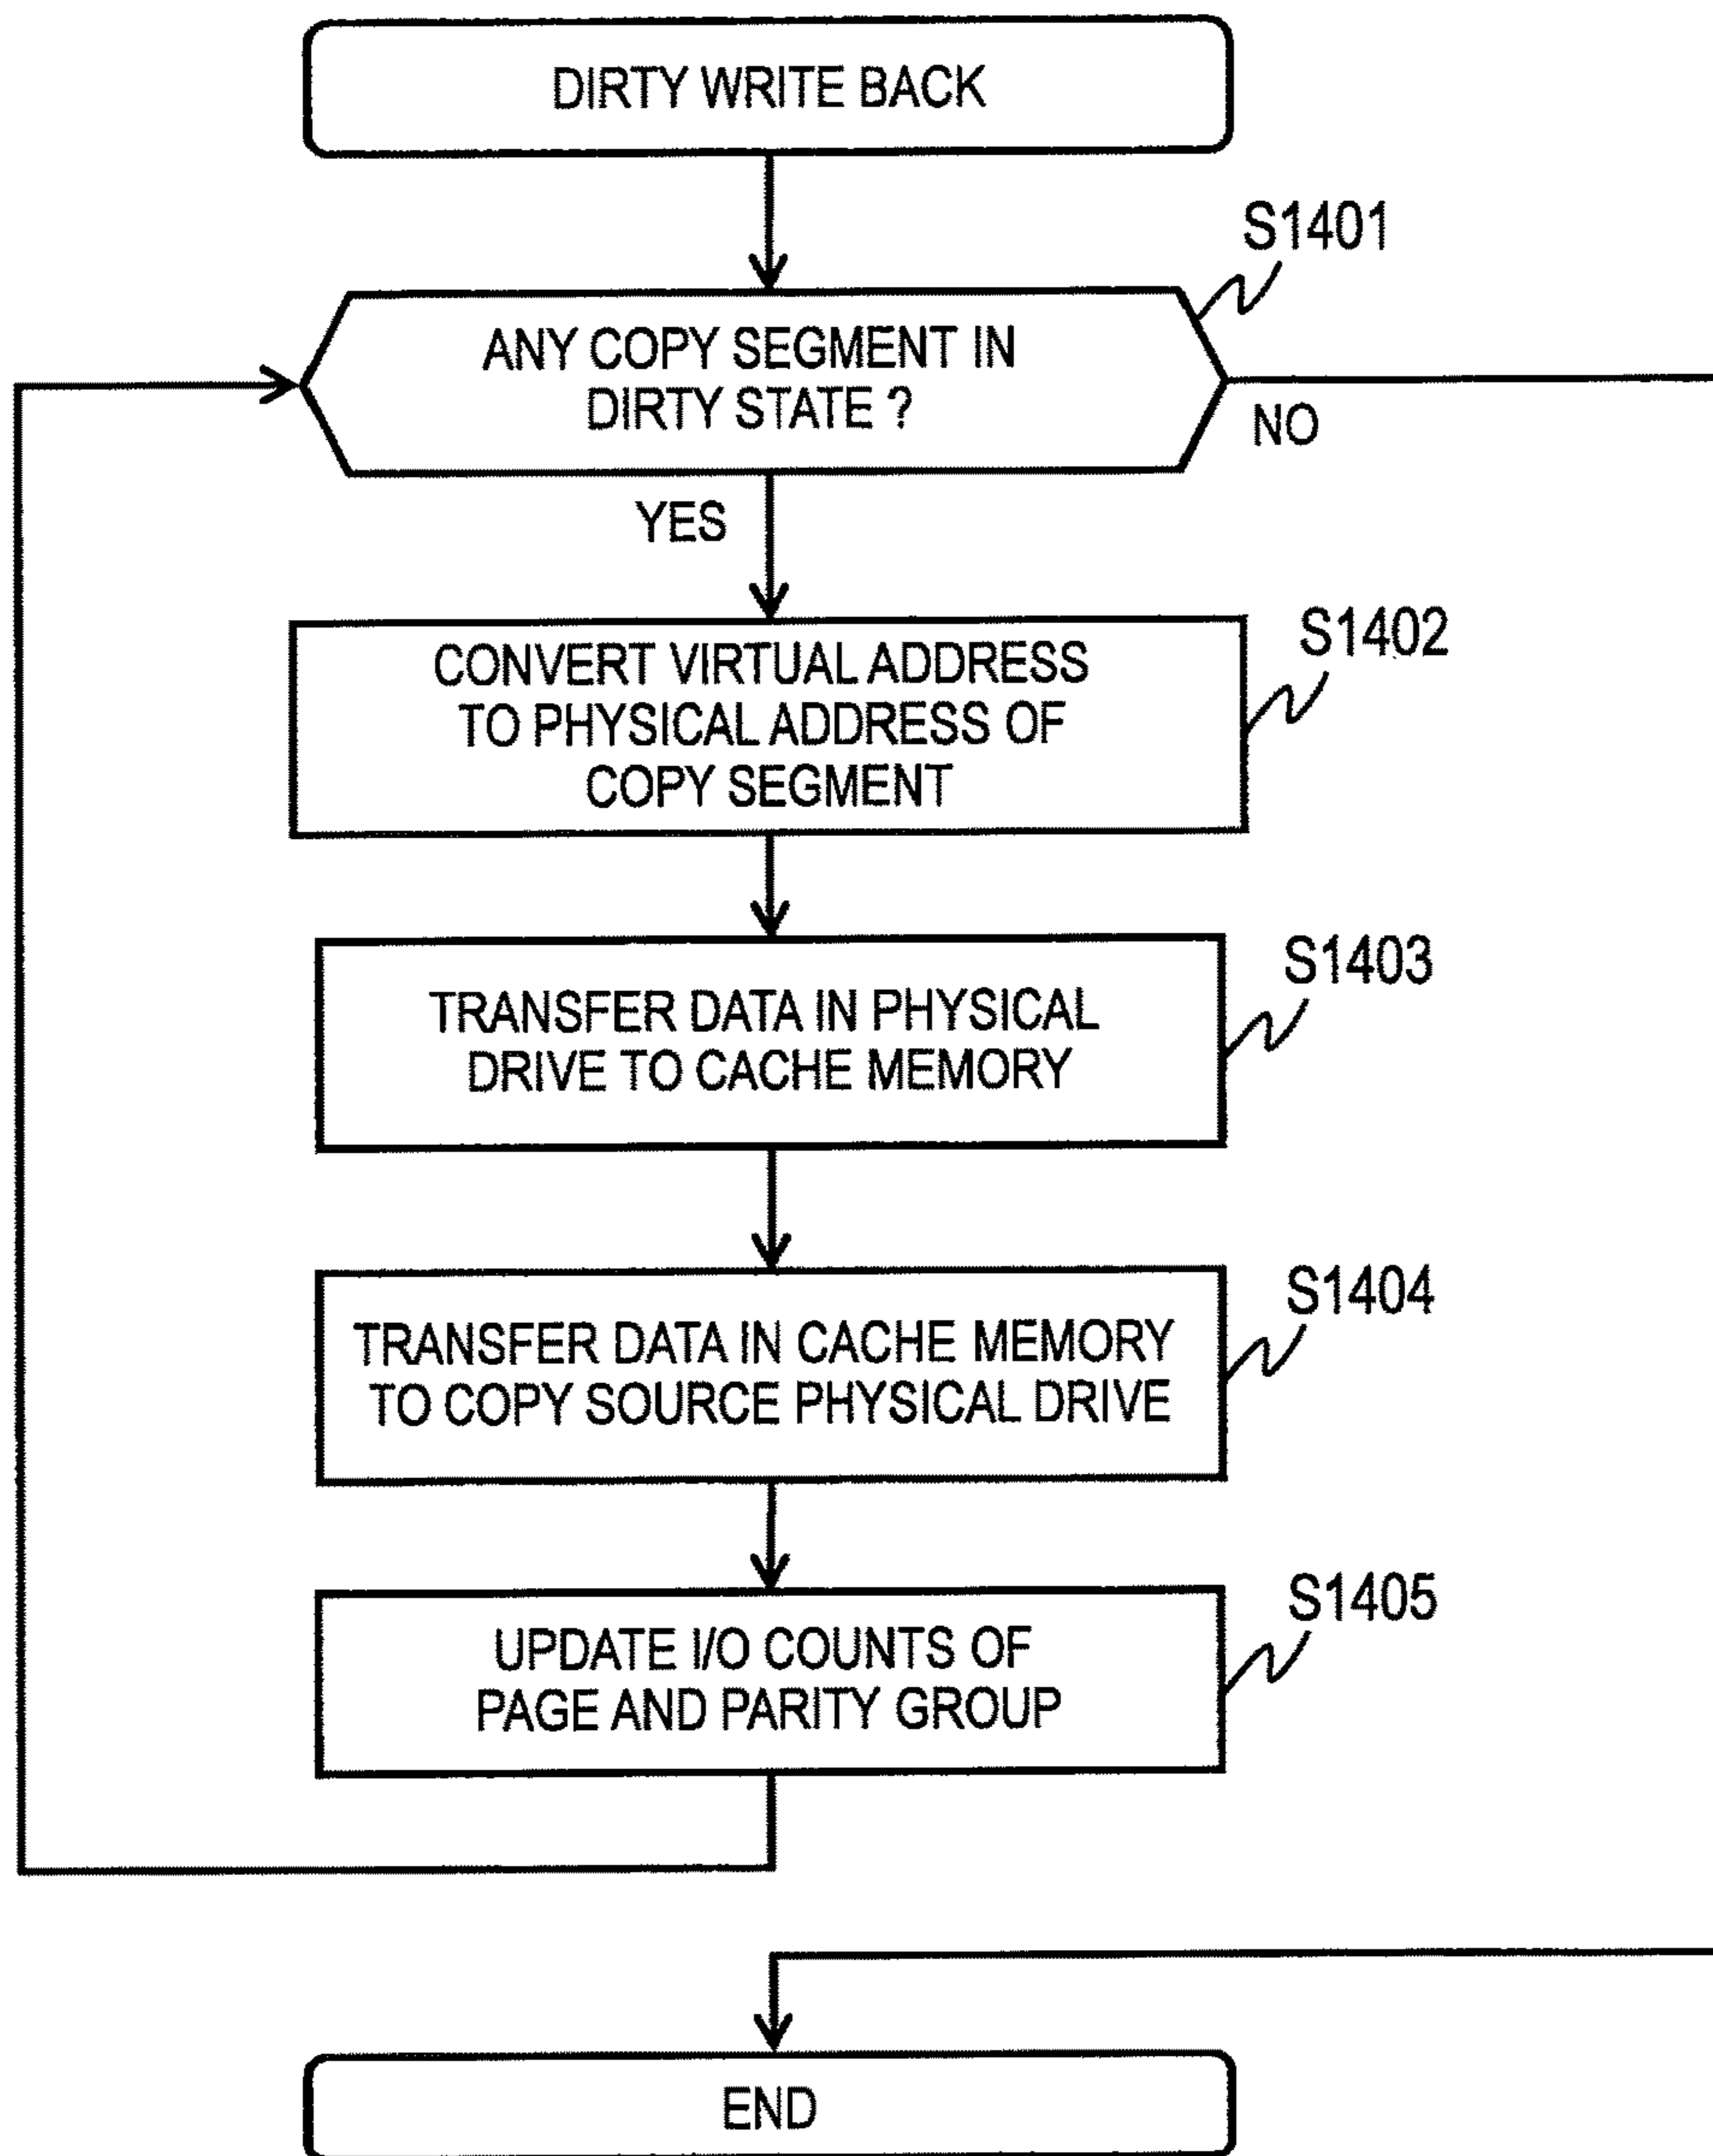 DIRTY WRITE BACK
S1401
ANY COPY SEGMENT IN
DIRTY STATE ?
NO
YES
S1402
CONVERT VIRTUAL ADDRESS
TO PHYSICAL ADDRESS OF
COPY SEGMENT
S1403
TRANSFER DATA IN PHYSICAL
DRIVE TO CACHE MEMORY
S1404
TRANSFER DATA IN CACHE MEMORY
TO COPY SOURCE PHYSICAL DRIVE
S1405
UPDATE I/O COUNTS OF
PAGE AND PARITY GROUP
END